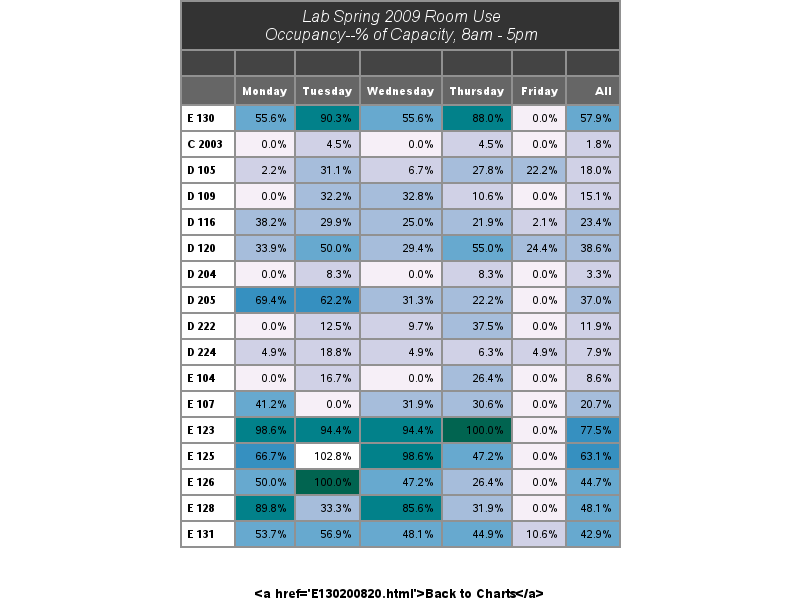 Lab Spring 2009 Room Use
Occupancy--% of Capacity, 8am - 5pm
Monday Tuesday Wednesday Thursday Friday All
E 130 55.6% 90.3% 55.6% 88.0% 0.0% 57.9%
C 2003 0.0% 4.5% 0.0% 4.5% 0.0% 1.8%
D 105 2.2% 31.1% 6.7% 27.8% 22.2% 18.0%
D 109 0.0% 32.2% 32.8% 10.6% 0.0% 15.1%
D 116 38.2% 29.9% 25.0% 21.9% 2.1% 23.4%
D 120 33.9% 50.0% 29.4% 55.0% 24.4% 38.6%
D 204 0.0% 8.3% 0.0% 8.3% 0.0% 3.3%
D 205 69.4% 62.2% 31.3% 22.2% 0.0% 37.0%
D 222 0.0% 12.5% 9.7% 37.5% 0.0% 11.9%
D 224 4.9% 18.8% 4.9% 6.3% 4.9% 7.9%
E 104 0.0% 16.7% 0.0% 26.4% 0.0% 8.6%
E 107 41.2% 0.0% 31.9% 30.6% 0.0% 20.7%
E 123 98.6% 94.4% 94.4% 100.0% 0.0% 77.5%
E 125 66.7% 102.8% 98.6% 47.2% 0.0% 63.1%
E 126 50.0% 100.0% 47.2% 26.4% 0.0% 44.7%
E 128 89.8% 33.3% 85.6% 31.9% 0.0% 48.1%
E 131 53.7% 56.9% 48.1% 44.9% 10.6% 42.9%
<a href='E130200820.html'>Back to Charts</a>